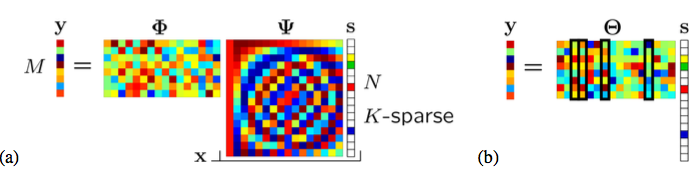 y Φ Ψ s
M = N
K-sparse
x
(a)
y Θ s
=
(b)